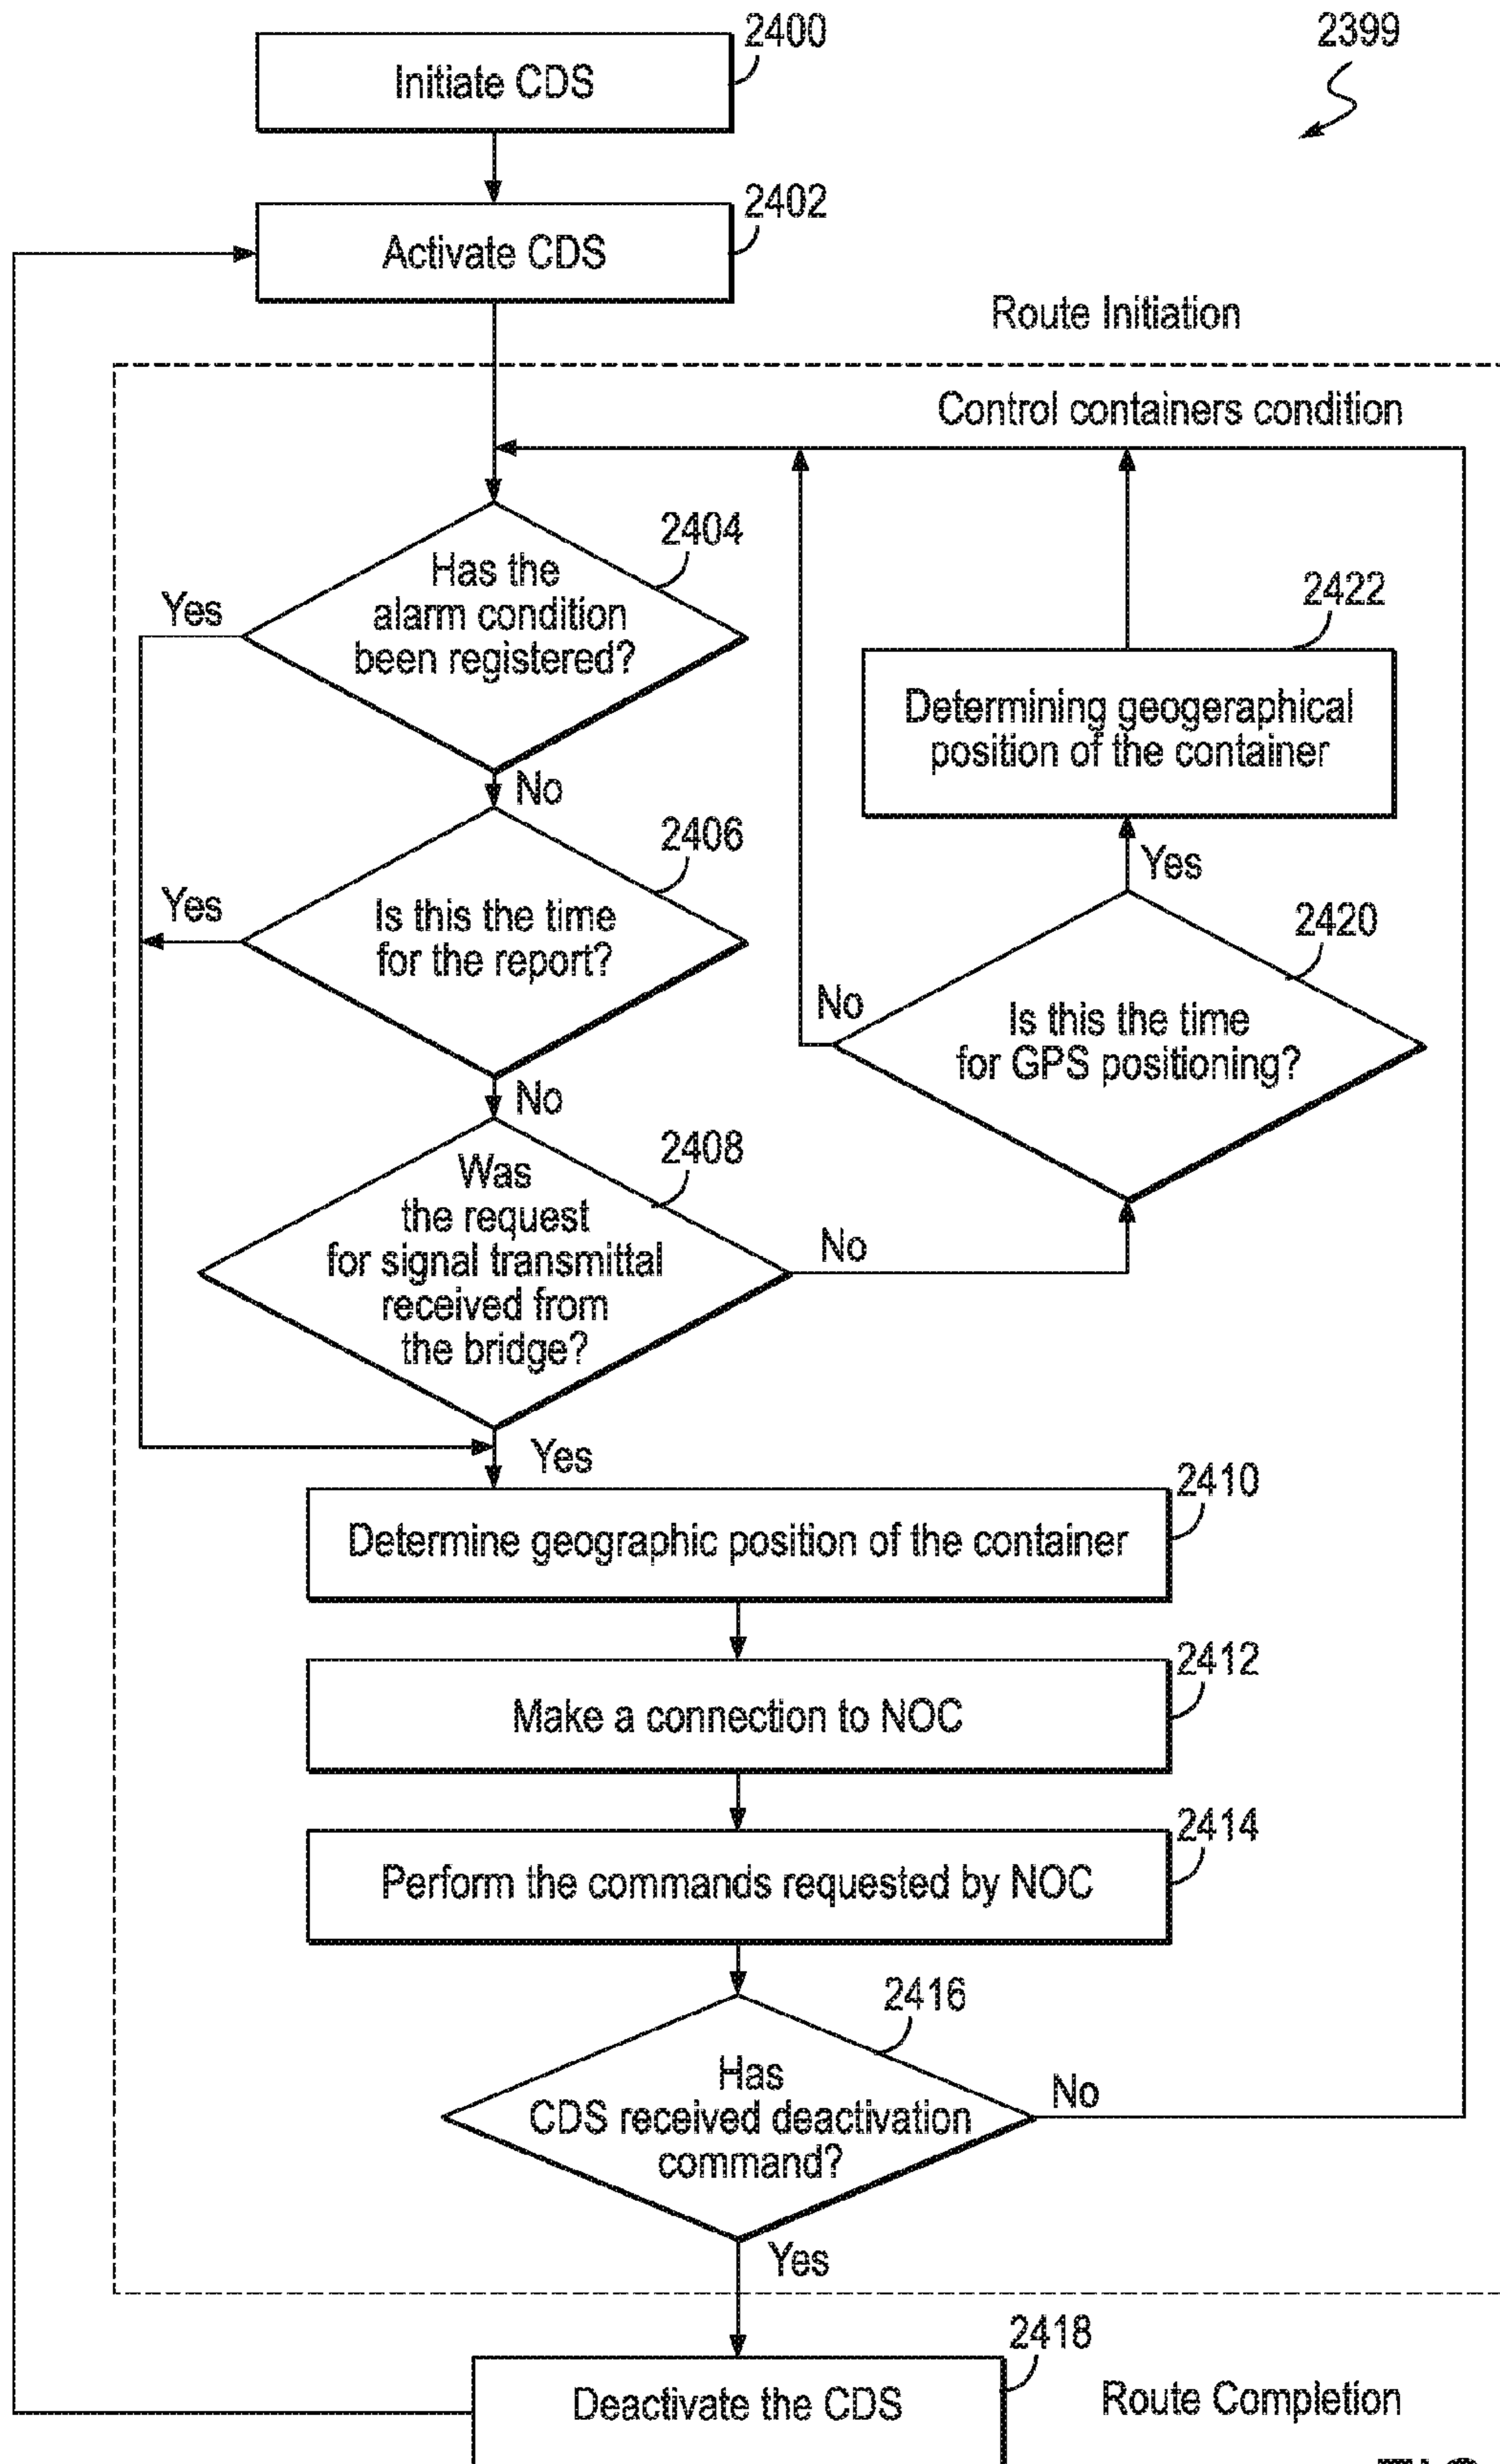 2400
2399
Initiate CDS
2402
Activate CDS
Route Initiation
Control containers condition
2404
Has the
alarm condition
been registered?
Yes
No
2422
Determining geogeraphical
position of the container
2406
Is this the time
for the report?
Yes
No
Yes
2420
Is this the time
for GPS positioning?
No
2408
Was
the request
for signal transmittal
received from
the bridge?
No
Yes
2410
Determine geographic position of the container
2412
Make a connection to NOC
2414
Perform the commands requested by NOC
2416
Has
CDS received deactivation
command?
No
Yes
2418
Deactivate the CDS
Route Completion